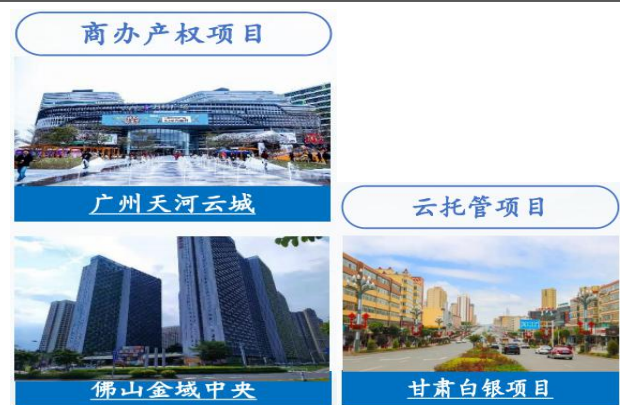 商办产权项目
广州天河云城
云托管项目
佛山金域中央
甘肃白银项目